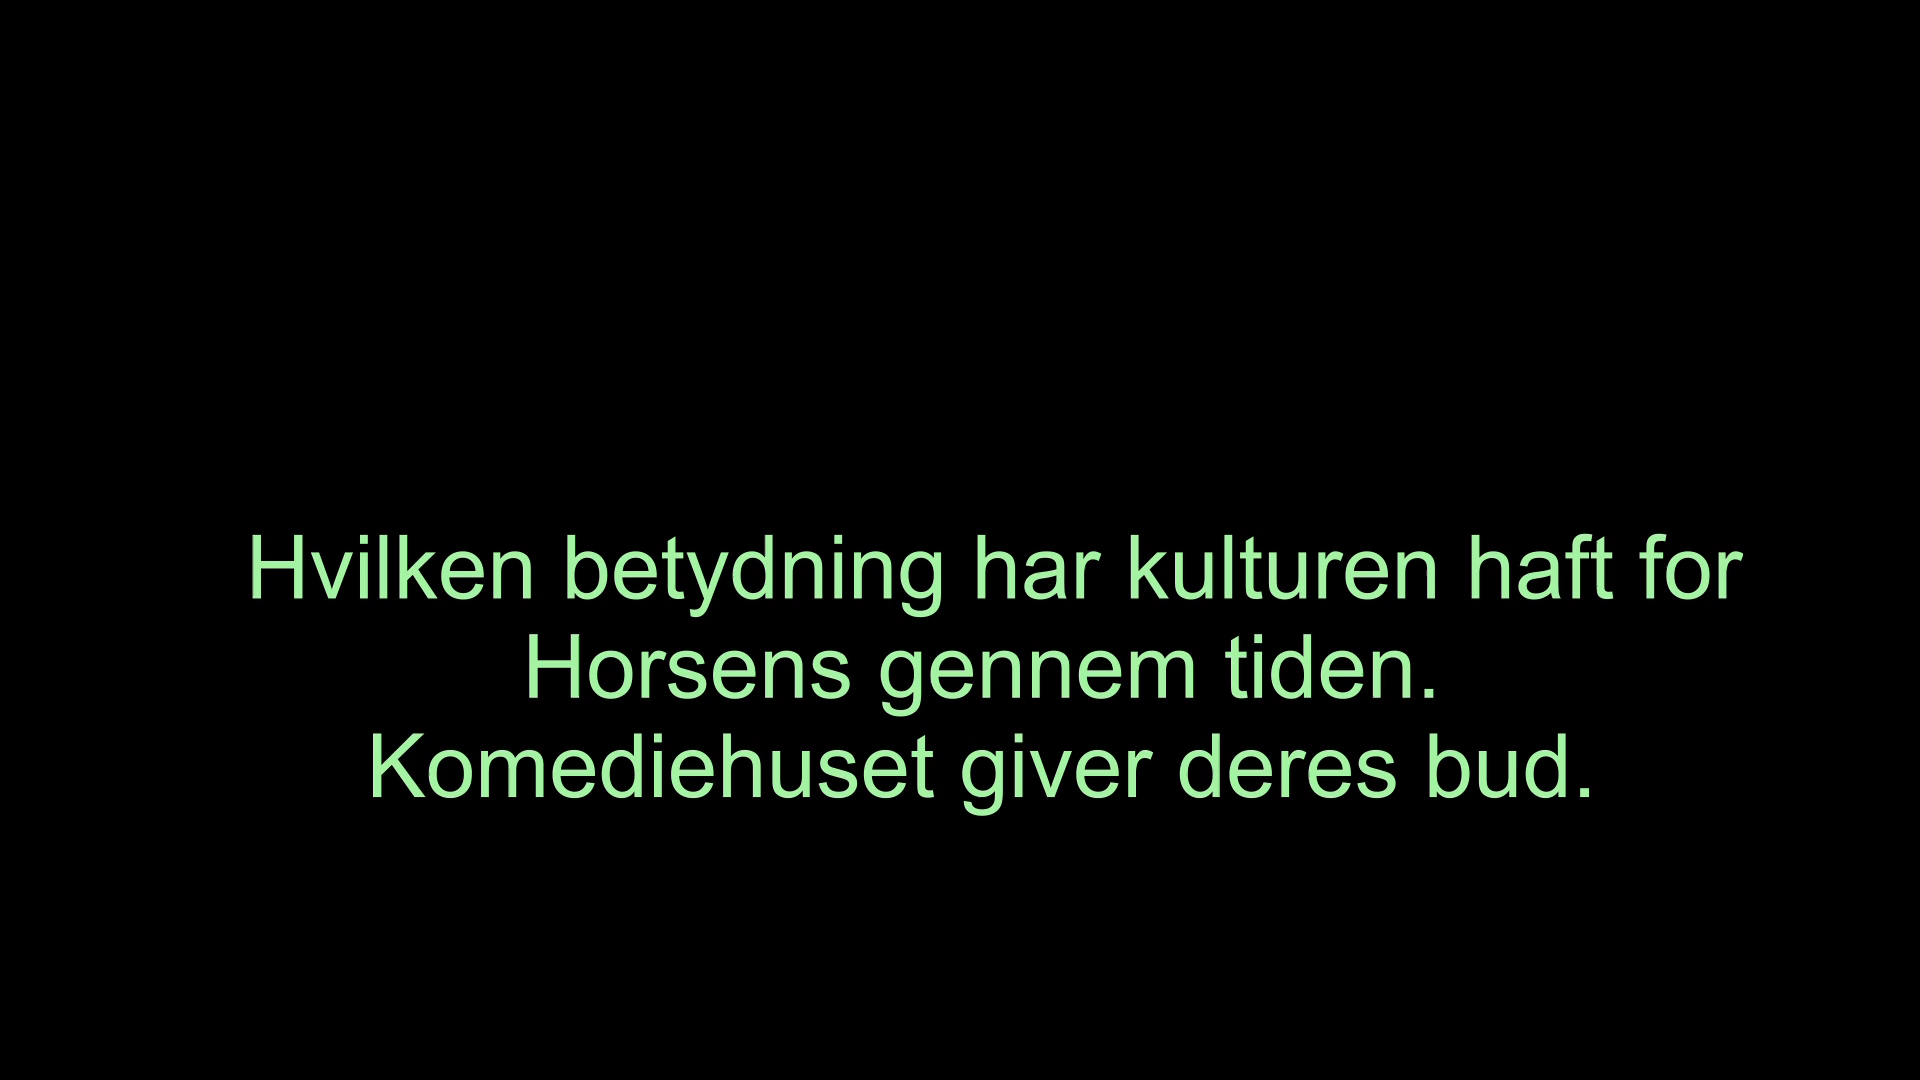 Hvilken betydning har kulturen haft for
Horsens gennem tiden.
Komediehuset giver deres bud.